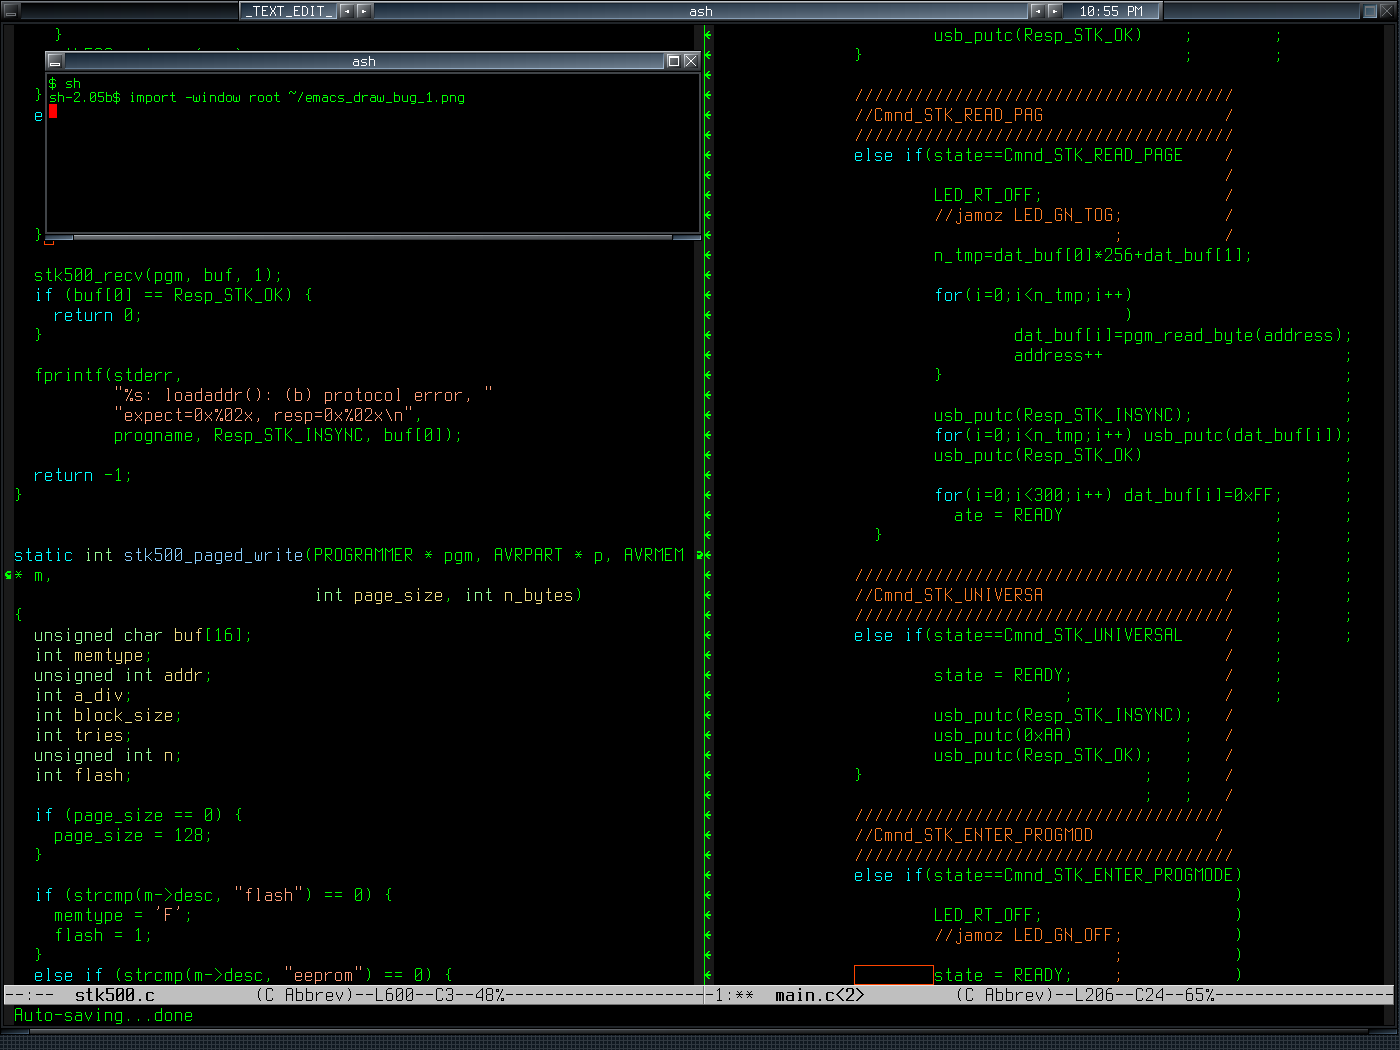 _TEXT_EDIT_
ash
10:55 PM
}
ash
$ sh
sh-2.05b$ import -window root ~/emacs_draw_bug_1.png
}
e
}
stk500_recv(pgm, buf, 1);
if (buf[0] == Resp_STK_OK) {
return 0;
}
fprintf(stderr,
"%s: loadaddr(): (b) protocol error, "
"expect=0x%02x, resp=0x%02x\n",
progname, Resp_STK_INSYNC, buf[0]);
return -1;
}
static int stk500_paged_write(PROGRAMMER * pgm, AVRPART * p, AVRMEM
* m,
int page_size, int n_bytes)
{
unsigned char buf[16];
int memtype;
unsigned int addr;
int a_div;
int block_size;
int tries;
unsigned int n;
int flash;
if (page_size == 0) {
page_size = 128;
}
if (strcmp(m->desc, "flash") == 0) {
memtype = 'F';
flash = 1;
}
else if (strcmp(m->desc, "eeprom") == 0) {
--:-- stk500.c (C Abbrev)--L600--C3--48%--------------------
Auto-saving...done
usb_putc(Resp_STK_OK) ; ;
} ; ;
//////////////////////////////////////
//Cmnd_STK_READ_PAG /
//////////////////////////////////////
else if(state==Cmnd_STK_READ_PAGE /
/
LED_RT_OFF; /
//jamoz LED_GN_TOG; /
; /
n_tmp=dat_buf[0]*256+dat_buf[1];
for(i=0;i<n_tmp;i++)
)
dat_buf[i]=pgm_read_byte(address);
address++ ;
} ;
;
usb_putc(Resp_STK_INSYNC); ;
for(i=0;i<n_tmp;i++) usb_putc(dat_buf[i]);
usb_putc(Resp_STK_OK) ;
;
for(i=0;i<300;i++) dat_buf[i]=0xFF; ;
ate = READY ; ;
} ; ;
; ;
////////////////////////////////////// ; ;
//Cmnd_STK_UNIVERSA / ; ;
////////////////////////////////////// ; ;
else if(state==Cmnd_STK_UNIVERSAL / ; ;
/ ;
state = READY; / ;
; / ;
usb_putc(Resp_STK_INSYNC); /
usb_putc(0xAA) ; /
usb_putc(Resp_STK_OK); ; /
} ; ; /
; ; /
/////////////////////////////////////
//Cmnd_STK_ENTER_PROGMOD /
//////////////////////////////////////
else if(state==Cmnd_STK_ENTER_PROGMODE)
)
LED_RT_OFF; )
//jamoz LED_GN_OFF; )
; )
state = READY; ; )
-1:** main.c<2> (C Abbrev)--L206--C24--65%------------------